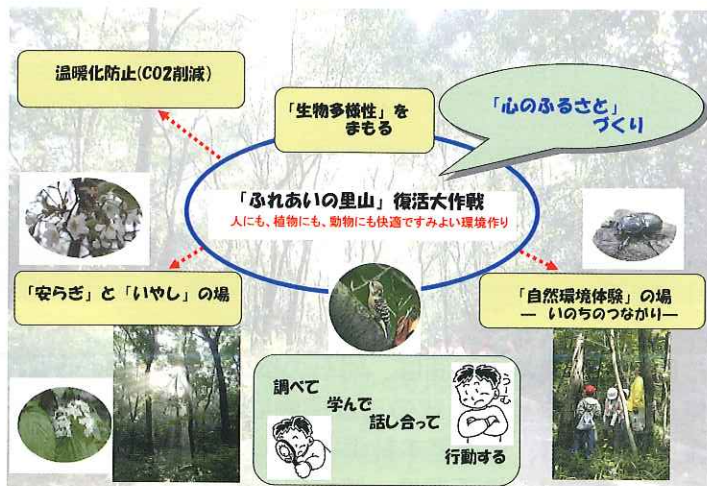 温暖化防止(CO2削減)
「生物多様性」を
まもる
「心のふるさと」
づくり
「ふれあいの里山」復活大作戦
人にも、植物にも、動物にも快適ですみよい環境作り
「安らぎ」と「いやし」の場
「自然環境体験」の場
― いのちのつながり―
調べて
学んで
話し合って
行動する
うーむ